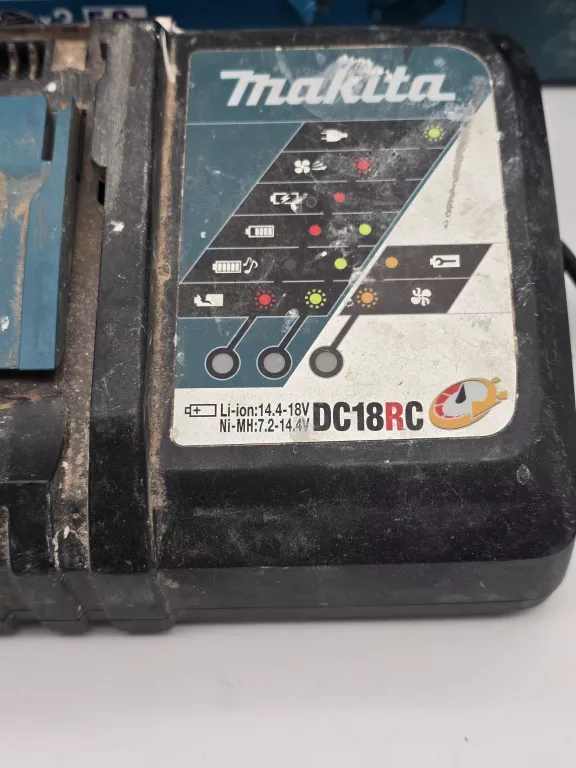 makita®
Li-ion:14.4-18V
Ni-MH:7.2-14.4V
DC18RC